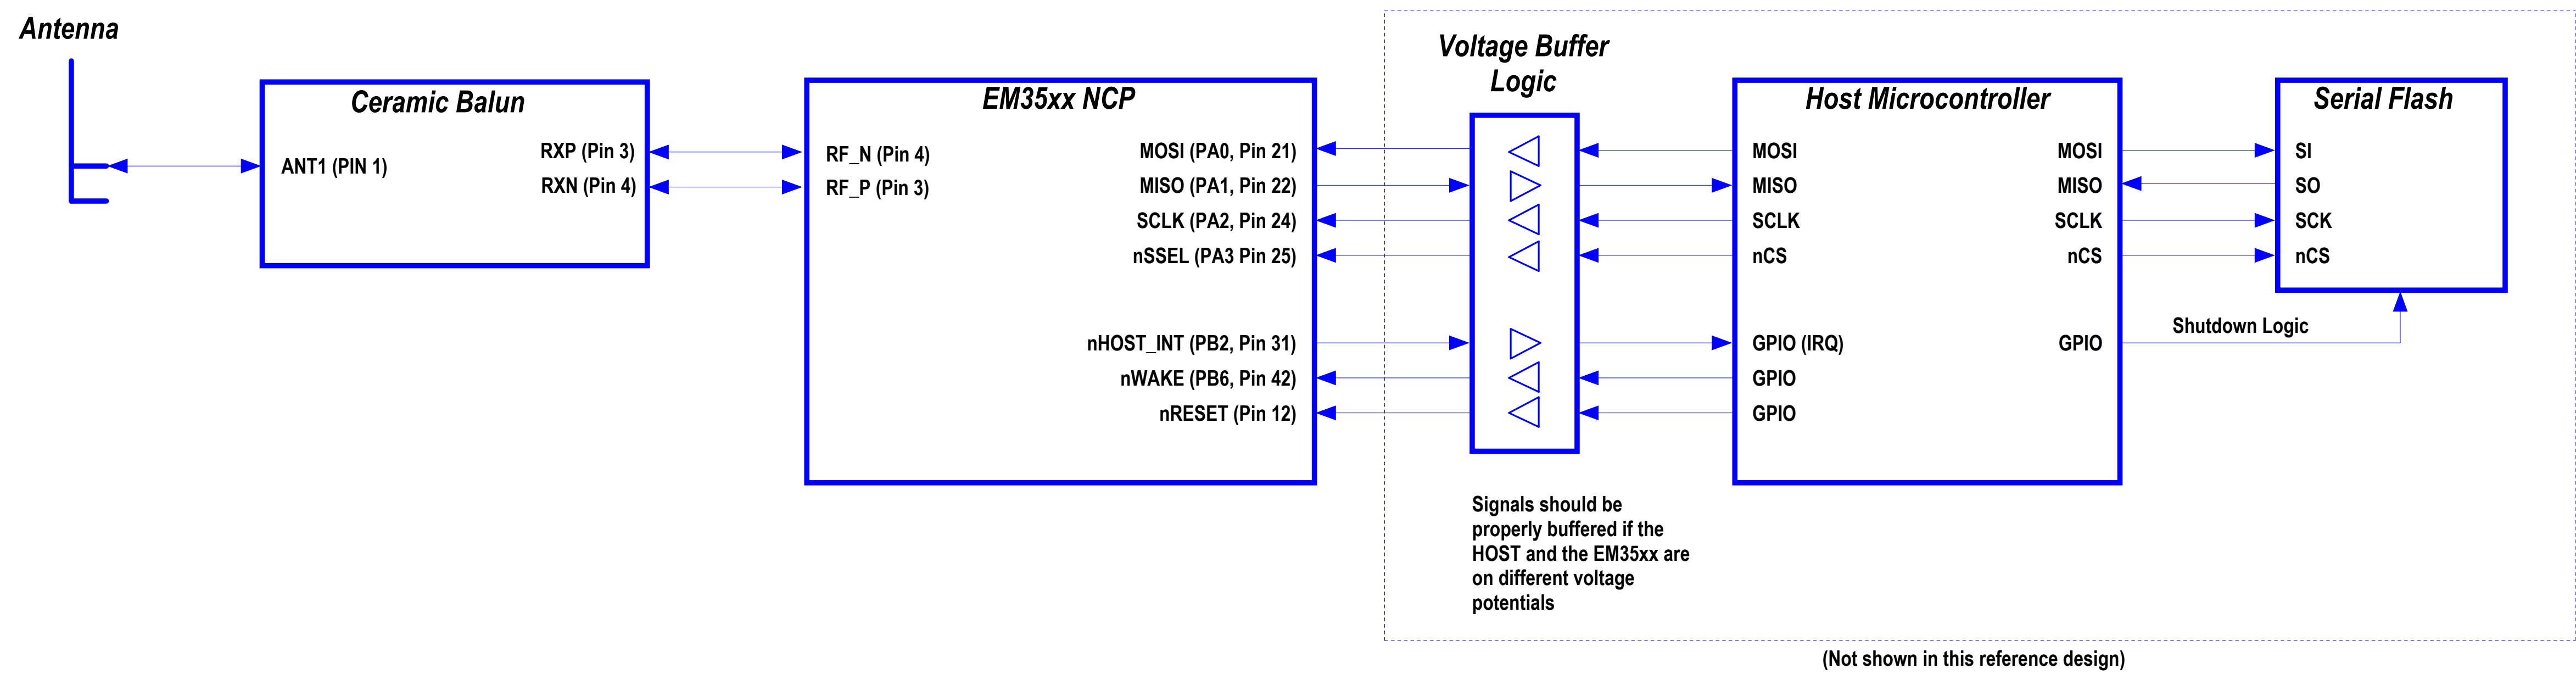 Antenna
Ceramic Balun
ANT1 (PIN 1)
RXP (Pin 3)
RXN (Pin 4)
EM35xx NCP
RF_N (Pin 4)
RF_P (Pin 3)
MOSI (PA0, Pin 21)
MISO (PA1, Pin 22)
SCLK (PA2, Pin 24)
nSSEL (PA3 Pin 25)
nHOST_INT (PB2, Pin 31)
nWAKE (PB6, Pin 42)
nRESET (Pin 12)
Voltage Buffer
Logic
Signals should be
properly buffered if the
HOST and the EM35xx are
on different voltage
potentials
Host Microcontroller
MOSI
MISO
SCLK
nCS
GPIO (IRQ)
GPIO
GPIO
MOSI
MISO
SCLK
nCS
GPIO
Shutdown Logic
Serial Flash
SI
SO
SCK
nCS
(Not shown in this reference design)